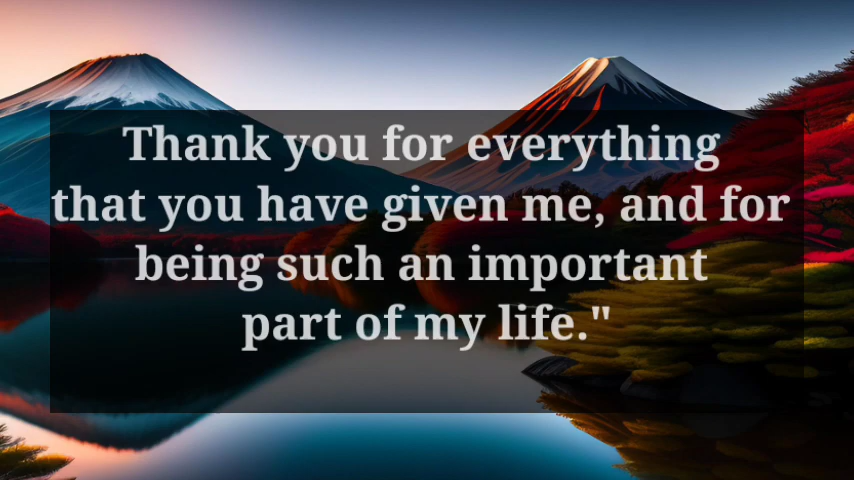 Thank you for everything
that you have given me, and for
being such an important
part of my life."